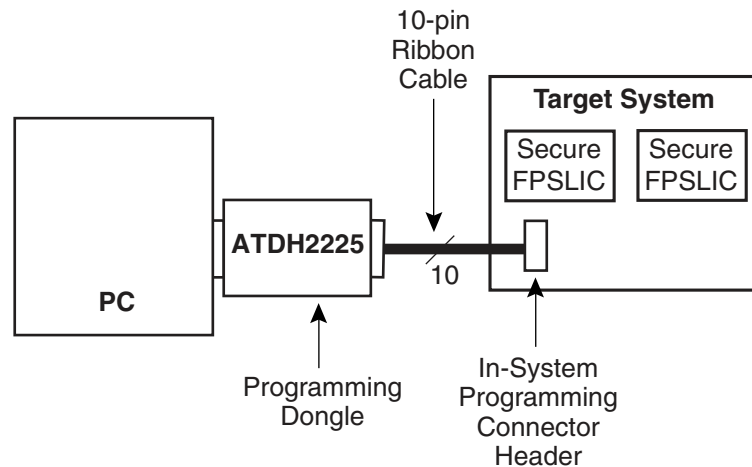 10-pin
Ribbon
Cable
Target System
Secure
FPSLIC
Secure
FPSLIC
ATDH2225
10
PC
Programming
Dongle
In-System
Programming
Connector
Header